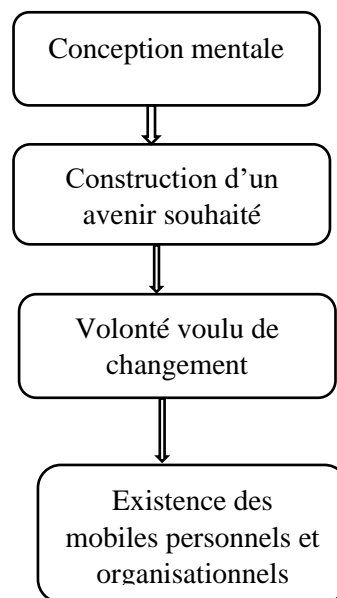 Conception mentale
Construction d’un
avenir souhaité
Volonté voulu de
changement
Existence des
mobiles personnels et
organisationnels